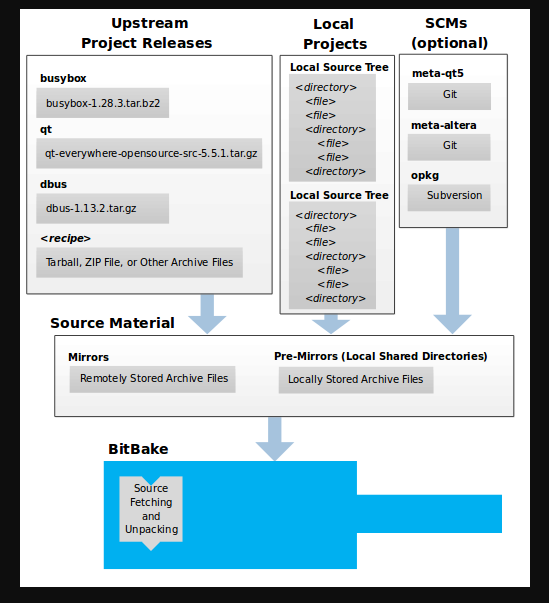 Upstream
Project Releases
busybox
busybox-1.28.3.tar.bz2
qt
qt-everywhere-opensource-src-5.5.1.tar.gz
dbus
dbus-1.13.2.tar.gz
<recipe>
Tarball, ZIP File, or Other Archive Files
Local
Projects
Local Source Tree
<directory>
<file>
<file>
<directory>
<file>
<file>
<directory>
Local Source Tree
<directory>
<file>
<file>
<directory>
<file>
<file>
<directory>
SCMs
(optional)
meta-qt5
Git
meta-altera
Git
opkg
Subversion
Source Material
Mirrors
Remotely Stored Archive Files
Pre-Mirrors (Local Shared Directories)
Locally Stored Archive Files
BitBake
Source
Fetching
and
Unpacking